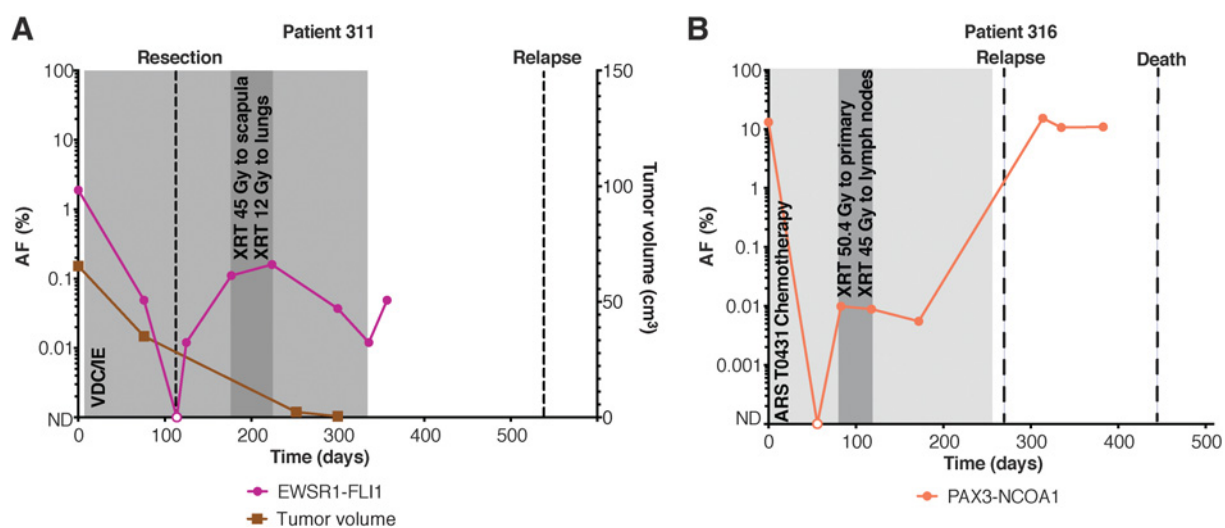 A
Patient 311
Resection
Relapse
100
10
1
0.1
0.01
ND
AF (%)
VDC/IE
XRT 45 Gy to scapula
XRT 12 Gy to lungs
150
100
50
0
Tumor volume (cm3)
0 100 200 300 400 500
Time (days)
EWSR1-FLI1
Tumor volume
B
Patient 316
Relapse
Death
100
10
1
0.1
0.01
0.001
ND
AF (%)
ARS T0431 Chemotherapy
XRT 50.4 Gy to primary
XRT 45 Gy to lymph nodes
0 100 200 300 400 500
Time (days)
PAX3-NCOA1